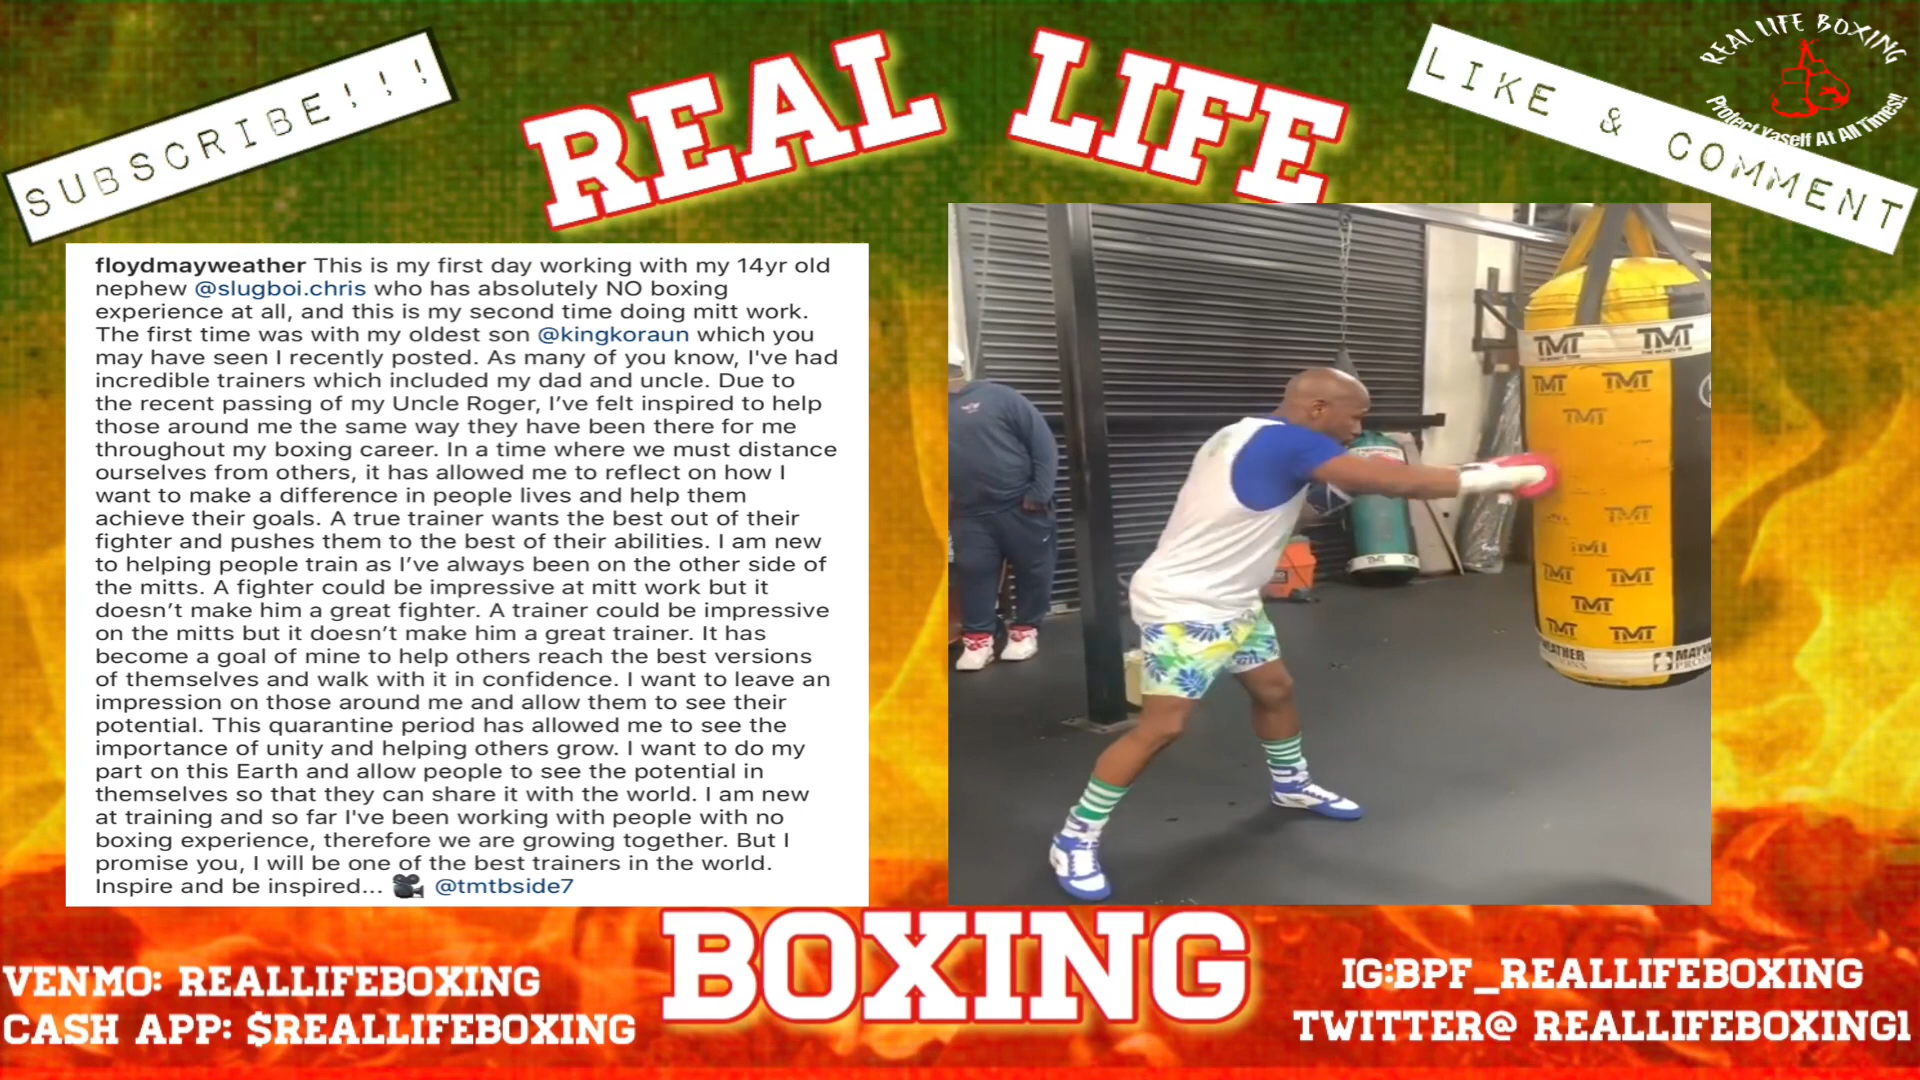 SUBSCRIBE!!!
REAL LIFE
LIKE & COMMENT
REAL LIFE BOXING
Protect Yaself At All Times!!
floydmayweather This is my first day working with my 14yr old
nephew @slugboi.chris who has absolutely NO boxing
experience at all, and this is my second time doing mitt work.
The first time was with my oldest son @kingkoraun which you
may have seen I recently posted. As many of you know, I've had
incredible trainers which included my dad and uncle. Due to
the recent passing of my Uncle Roger, I’ve felt inspired to help
those around me the same way they have been there for me
throughout my boxing career. In a time where we must distance
ourselves from others, it has allowed me to reflect on how I
want to make a difference in people lives and help them
achieve their goals. A true trainer wants the best out of their
fighter and pushes them to the best of their abilities. I am new
to helping people train as I’ve always been on the other side of
the mitts. A fighter could be impressive at mitt work but it
doesn’t make him a great fighter. A trainer could be impressive
on the mitts but it doesn’t make him a great trainer. It has
become a goal of mine to help others reach the best versions
of themselves and walk with it in confidence. I want to leave an
impression on those around me and allow them to see their
potential. This quarantine period has allowed me to see the
importance of unity and helping others grow. I want to do my
part on this Earth and allow people to see the potential in
themselves so that they can share it with the world. I am new
at training and so far I've been working with people with no
boxing experience, therefore we are growing together. But I
promise you, I will be one of the best trainers in the world.
Inspire and be inspired... @tmtbside7
TMT TMT
TMT TMT
TMT
TMT
TMT
TMT TMT
TMT
TMT TMT
TMT
BOXING
VENMO: REALLIFEBOXING
CASH APP: $REALLIFEBOXING
IG:BPF_REALLIFEBOXING
TWITTER@ REALLIFEBOXING1